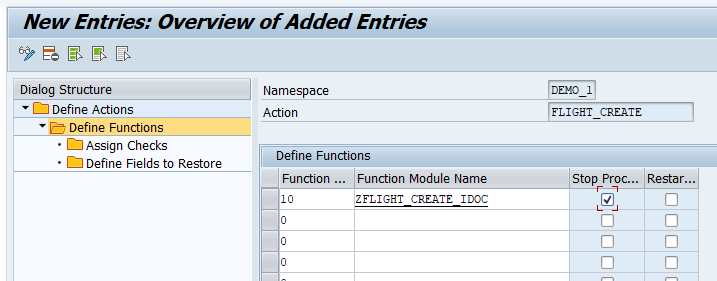 New Entries: Overview of Added Entries
Dialog Structure
Define Actions
Define Functions
Assign Checks
Define Fields to Restore
Namespace DEMO_1
Action FLIGHT_CREATE
Define Functions
Function ... Function Module Name Stop Proc... Restar...
10 ZFLIGHT_CREATE_IDOC
0
0
0